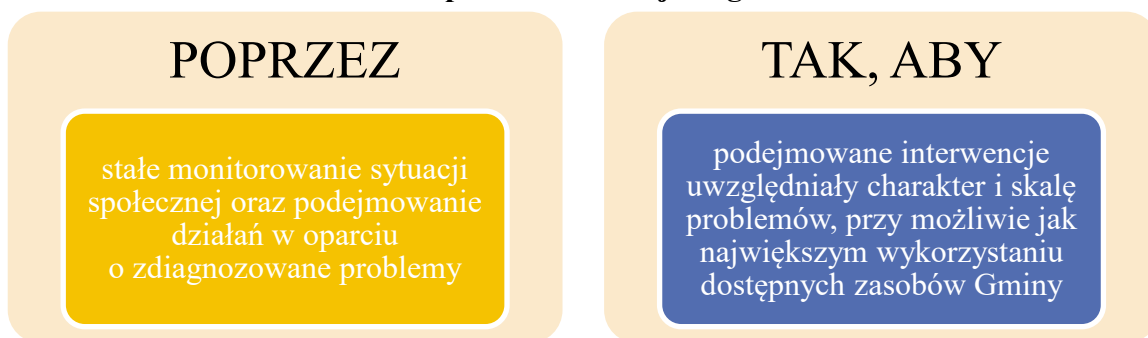 POPRZEZ
stałe monitorowanie sytuacji
społecznej oraz podejmowanie
działań w oparciu
o zdiagnozowane problemy
TAK, ABY
podejmowane interwencje
uwzględniały charakter i skalę
problemów, przy możliwie jak
największym wykorzystaniu
dostępnych zasobów Gminy